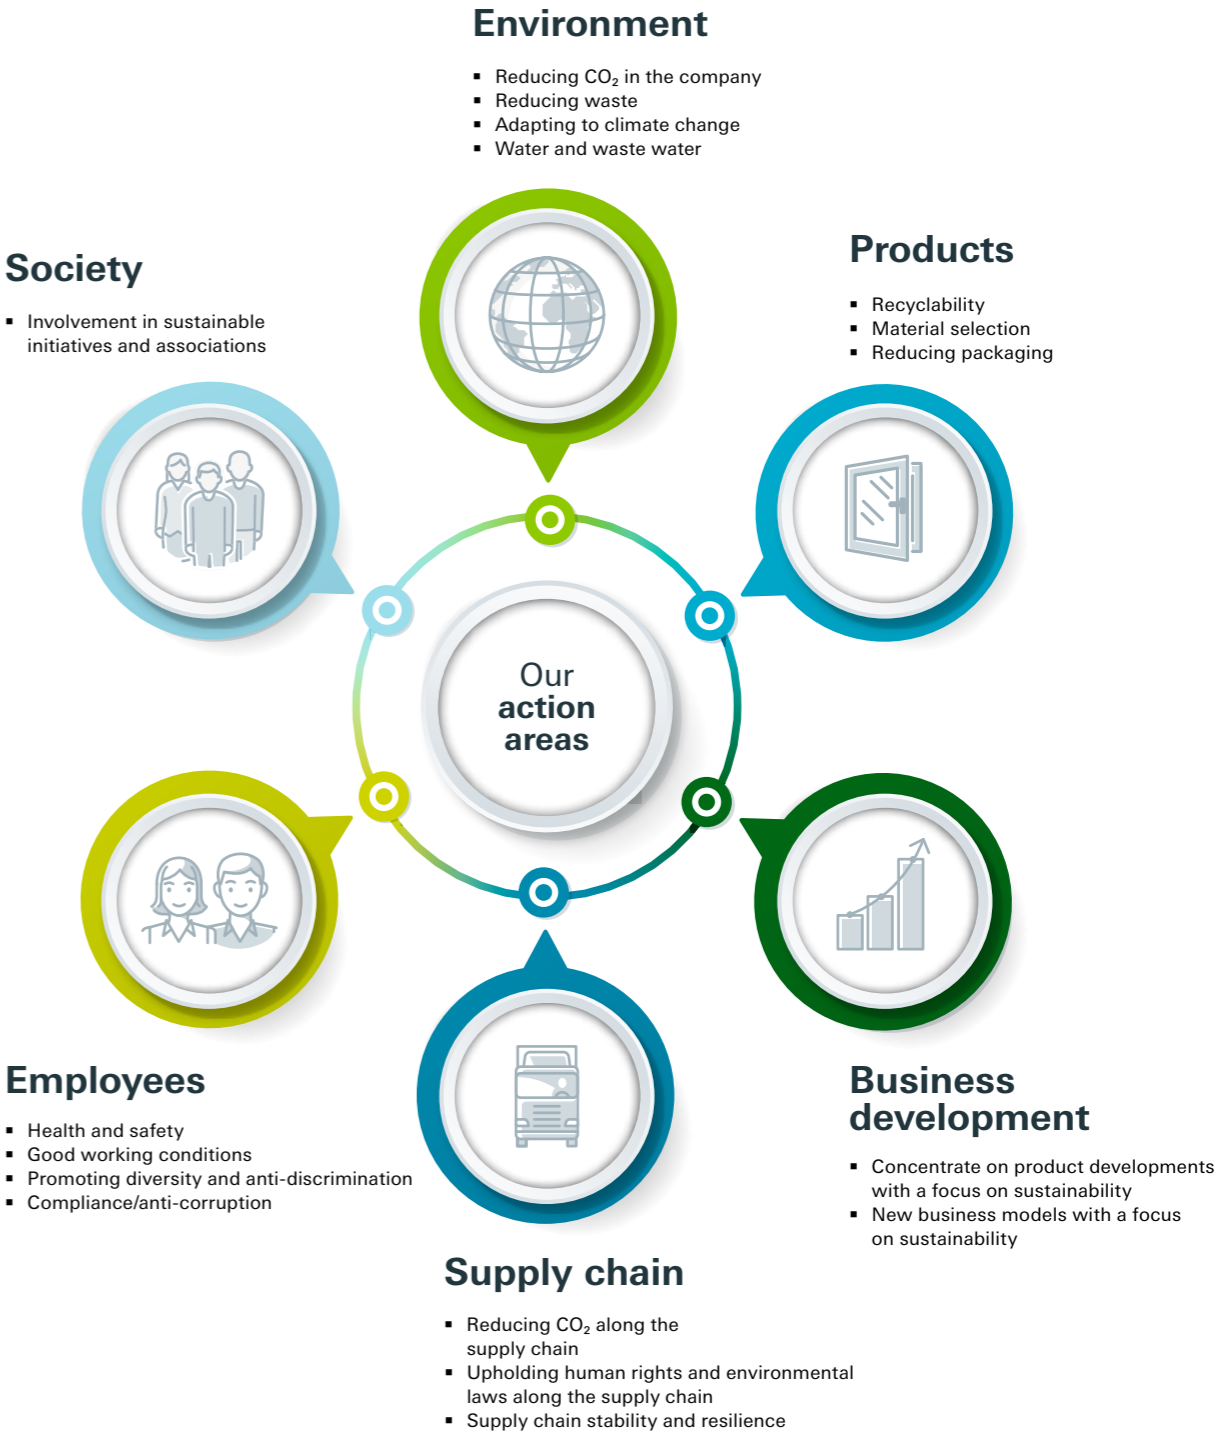 Environment
▪ Reducing CO₂ in the company
▪ Reducing waste
▪ Adapting to climate change
▪ Water and waste water
Products
▪ Recyclability
▪ Material selection
▪ Reducing packaging
Society
▪ Involvement in sustainable
initiatives and associations
Our
action
areas
Employees
▪ Health and safety
▪ Good working conditions
▪ Promoting diversity and anti-discrimination
▪ Compliance/anti-corruption
Business
development
▪ Concentrate on product developments
with a focus on sustainability
▪ New business models with a focus
on sustainability
Supply chain
▪ Reducing CO₂ along the
supply chain
▪ Upholding human rights and environmental
laws along the supply chain
▪ Supply chain stability and resilience